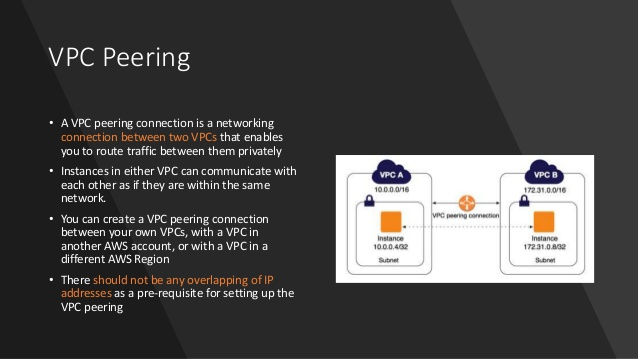 VPC Peering
• A VPC peering connection is a networking
connection between two VPCs that enables
you to route traffic between them privately
• Instances in either VPC can communicate with
each other as if they are within the same
network.
• You can create a VPC peering connection
between your own VPCs, with a VPC in
another AWS account, or with a VPC in a
different AWS Region
• There should not be any overlapping of IP
addresses as a pre-requisite for setting up the
VPC peering
VPC A
10.0.0.0/16
Instance
10.0.0.4/32
Subnet
VPC peering connection
VPC B
172.31.0.0/16
Instance
172.31.0.8/32
Subnet